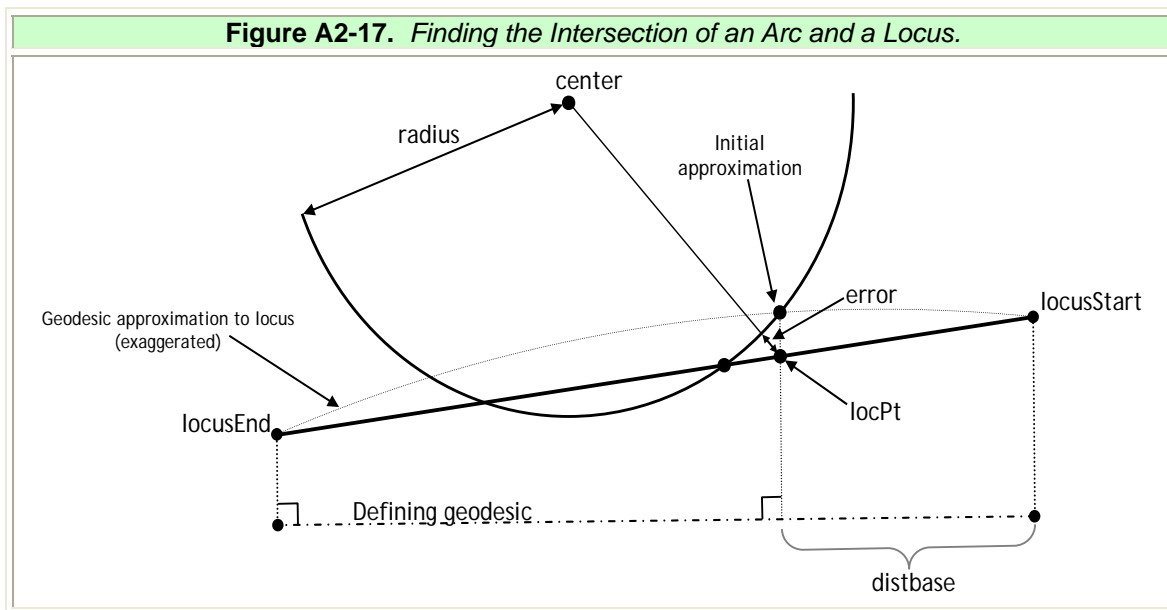 Figure A2-17. Finding the Intersection of an Arc and a Locus.
center
radius
Initial
approximation
error
locusStart
Geodesic approximation to locus
(exaggerated)
locPt
locusEnd
Defining geodesic
distbase